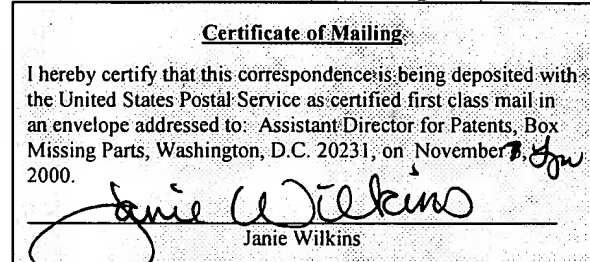 Certificate of Mailing
I hereby certify that this correspondence is being deposited with
the United States Postal Service as certified first class mail in
an envelope addressed to: Assistant Director for Patents, Box
Missing Parts, Washington, D.C. 20231, on November
2000.
Janie Wilkins
Janie Wilkins